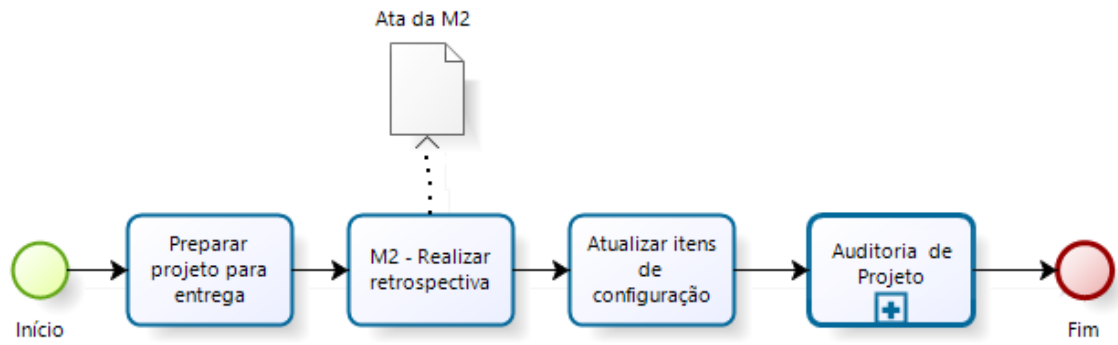 Ata da M2
Preparar
projeto para
entrega
M2 - Realizar
retrospectiva
Atualizar itens
de
configuração
Auditoria de
Projeto
Início
Fim